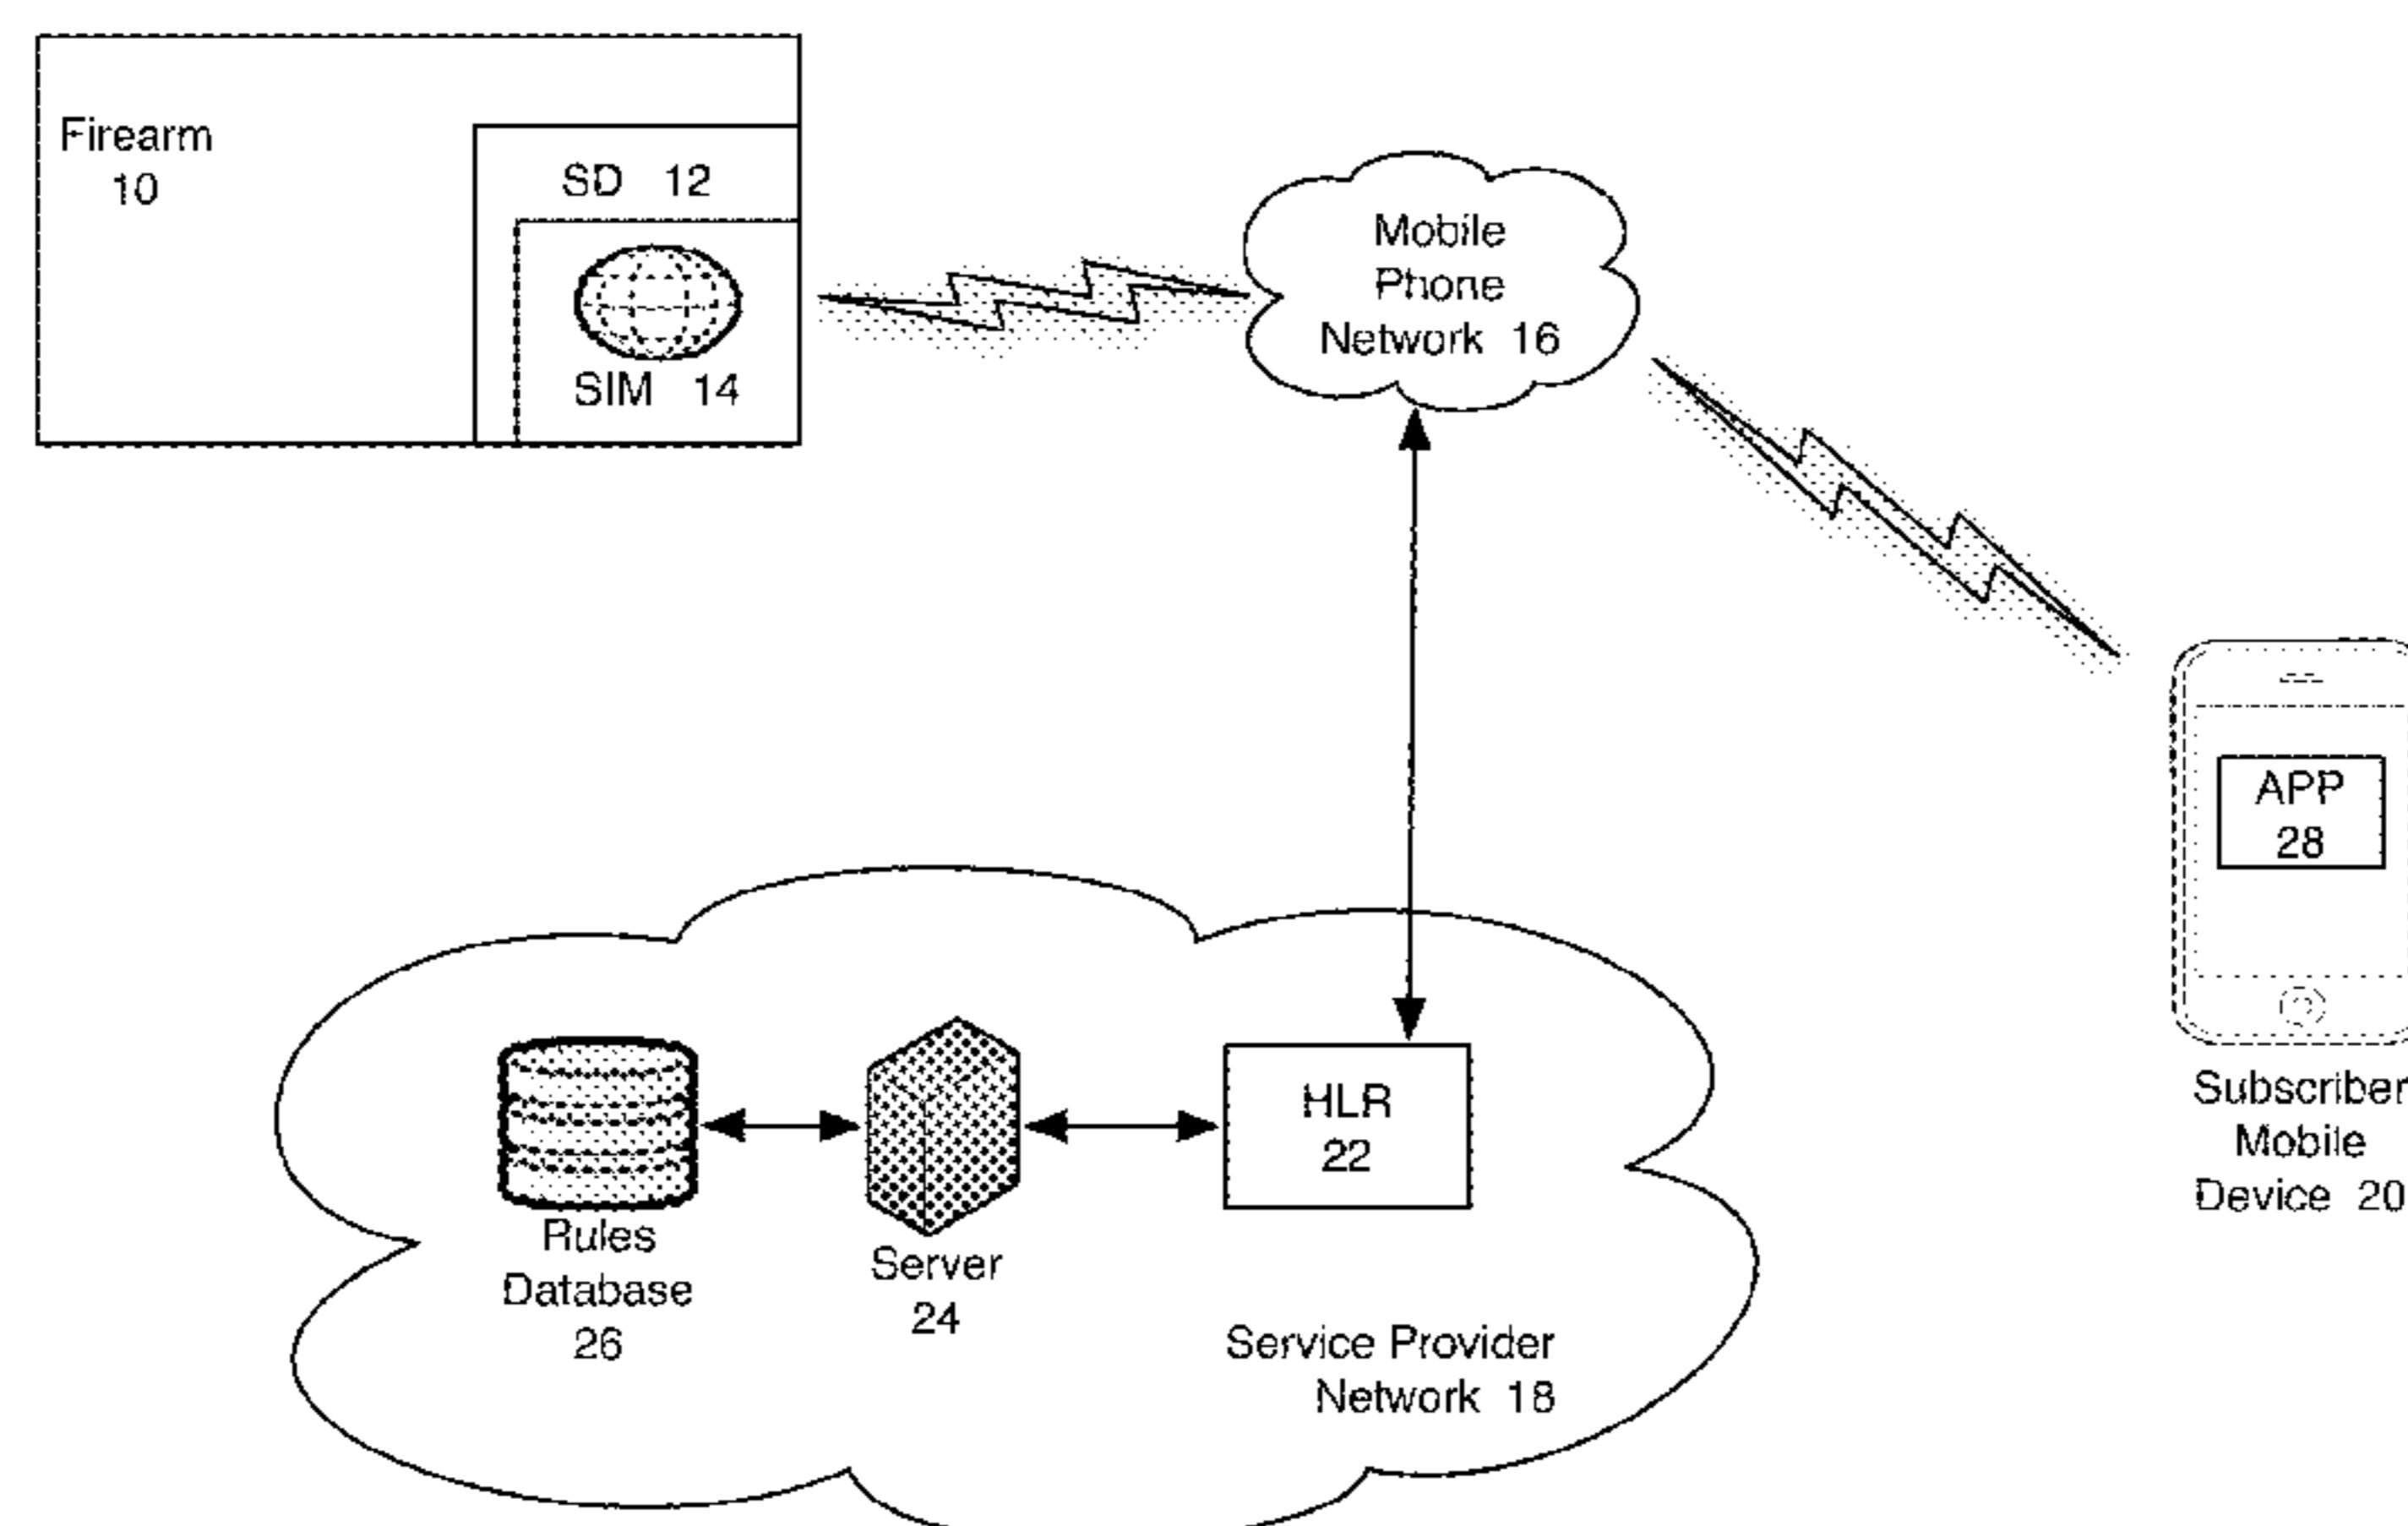 Firearm
10
SD 12
SIM 14
Mobile
Phone
Network 16
APP
28
Subscriber
Mobile
Device 20
HLR
22
Rules
Database
26
Server
24
Service Provider
Network 18